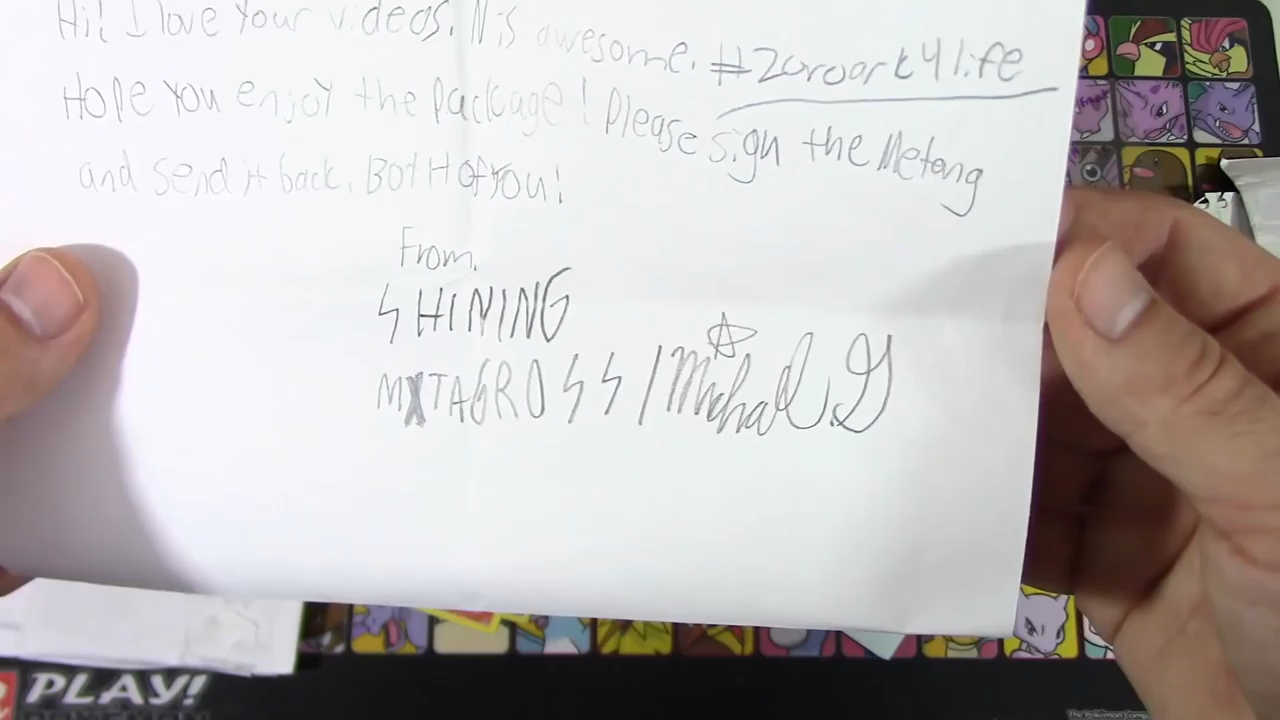 Hi! I love your videos. N is awesome. #Zoroark4life
Hope you enjoy the package! Please sign the Metang
and send it back. Both of you!
From,
SHINING
METAGROSS / Michael.G
PLAY!
POKÉMON